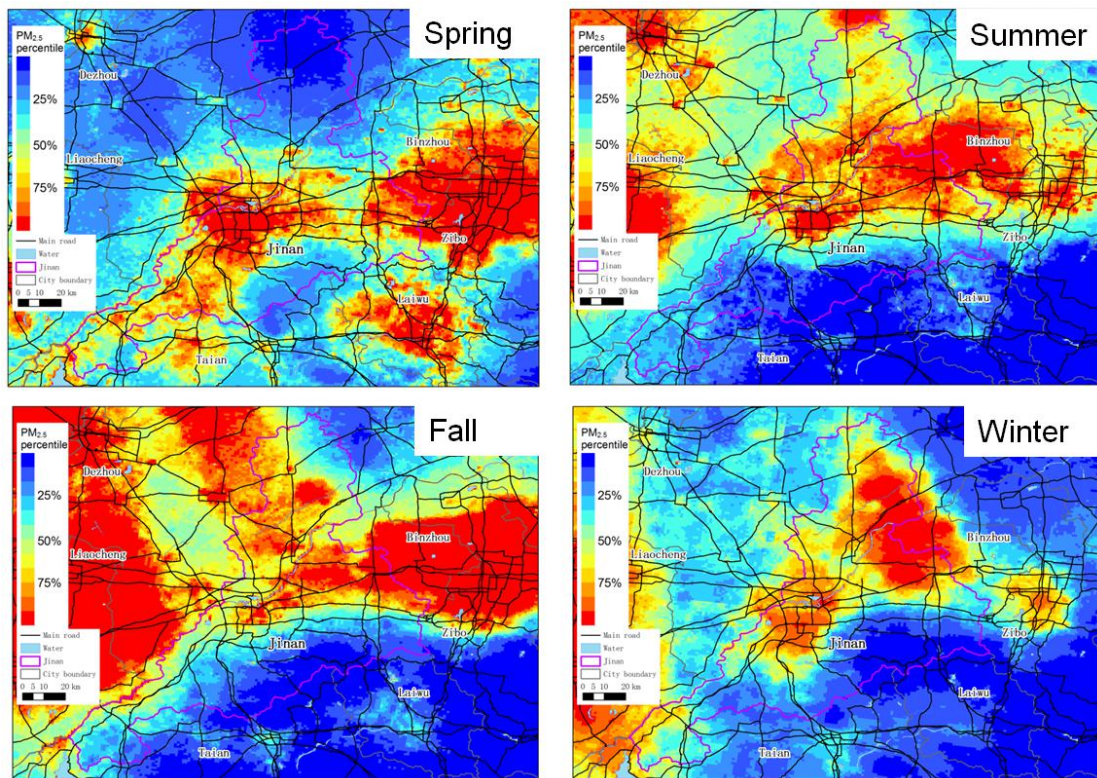 Spring
PM2.5
percentile
25%
50%
75%
Main road
Water
Jinan
City boundary
0 5 10 20 km
Dezhou
Liaocheng
Binzhou
Jinan
Zibo
Laiwu
Taian
Summer
PM2.5
percentile
25%
50%
75%
Main road
Water
Jinan
City boundary
0 5 10 20 km
Dezhou
Liaocheng
Binzhou
Jinan
Zibo
Laiwu
Taian
Fall
PM2.5
percentile
25%
50%
75%
Main road
Water
Jinan
City boundary
0 5 10 20 km
Dezhou
Liaocheng
Binzhou
Jinan
Zibo
Laiwu
Taian
Winter
PM2.5
percentile
25%
50%
75%
Main road
Water
Jinan
City boundary
0 5 10 20 km
Dezhou
Liaocheng
Binzhou
Jinan
Zibo
Laiwu
Taian